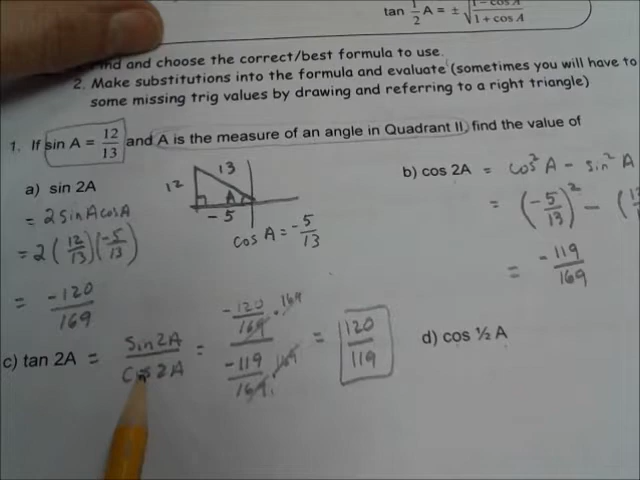 tan 1/2 A = ± √ 1 - cos A / 1 + cos A
and choose the correct/best formula to use.
2. Make substitutions into the formula and evaluate (sometimes you will have to
some missing trig values by drawing and referring to a right triangle)
1. If sin A = 12/13 and A is the measure of an angle in Quadrant II, find the value of
a) sin 2A
= 2 sin A cos A
= 2 (12/13)(-5/13)
= -120/169
12
13
A
-5
cos A = -5/13
b) cos 2A = cos² A - sin² A
= (-5/13)² - (
= -119/169
c) tan 2A = sin 2A / cos 2A = -120/169 · 169 / -119/169 · 169 = 120/119
d) cos ½ A